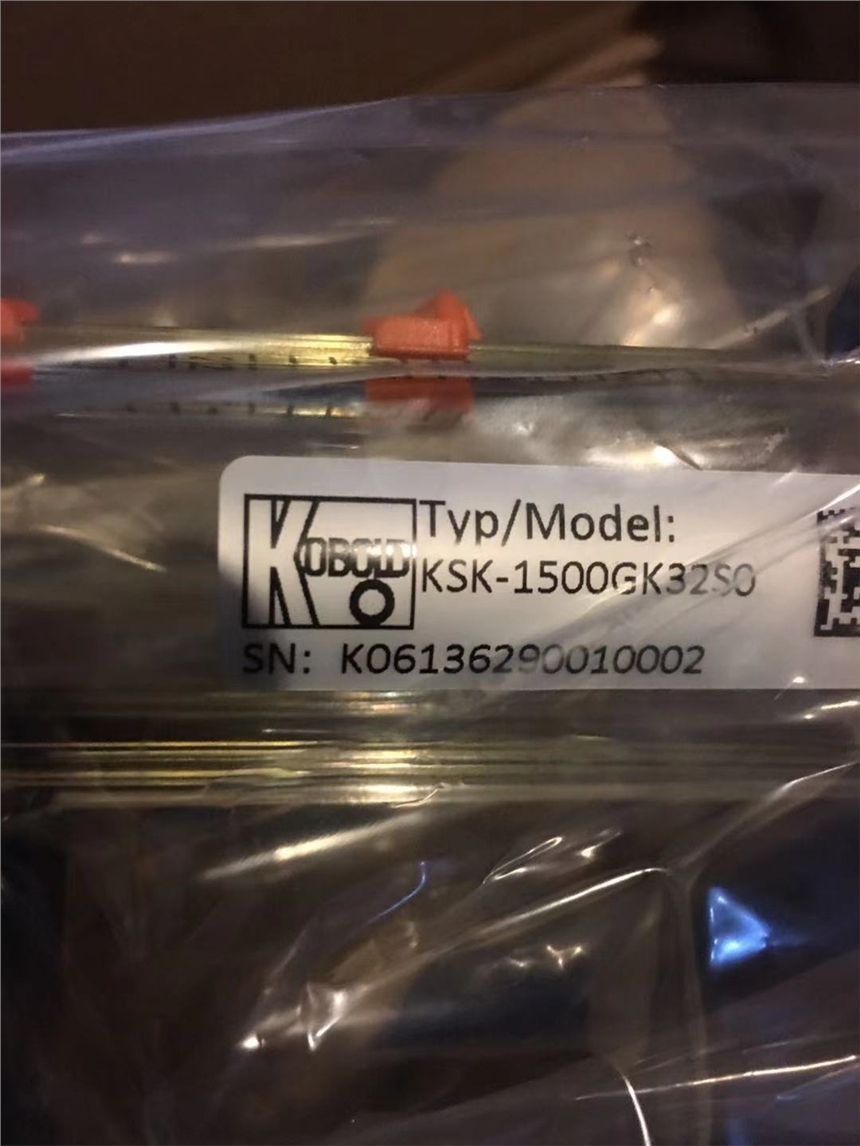 KOBOLD
Typ/Model:
KSK-1500GK32S0
SN: K06136290010002